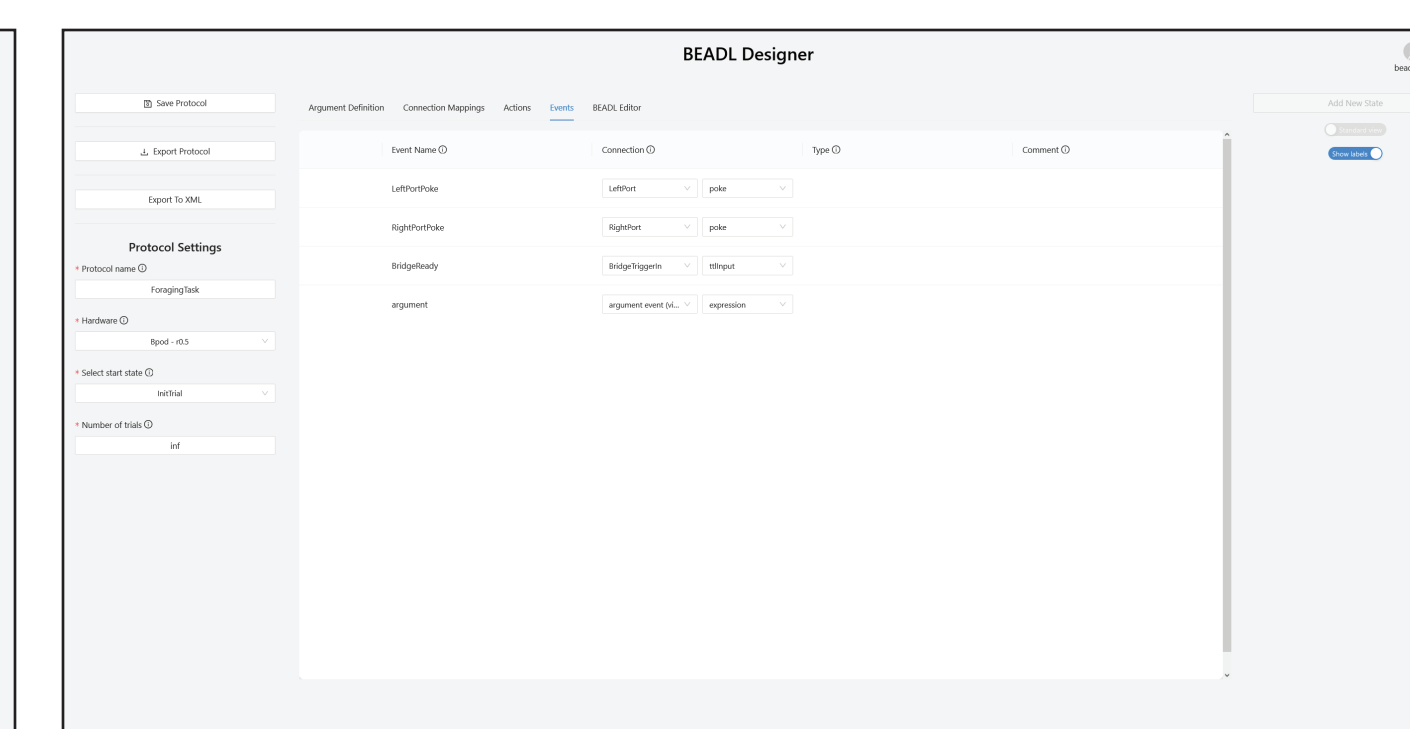 BEADL Designer
bead
Save Protocol
Export Protocol
Export To XML
Protocol Settings
* Protocol name
ForagingTask
* Hardware
Bpod - r0.5
* Select start state
InitTrial
* Number of trials
inf
Argument Definition Connection Mappings Actions Events BEADL Editor
Event Name Connection Type Comment
LeftPortPoke LeftPort poke
RightPortPoke RightPort poke
BridgeReady BridgeTriggerIn ttlInput
argument argument event (vi... expression
Add New State
Standard view
Show labels